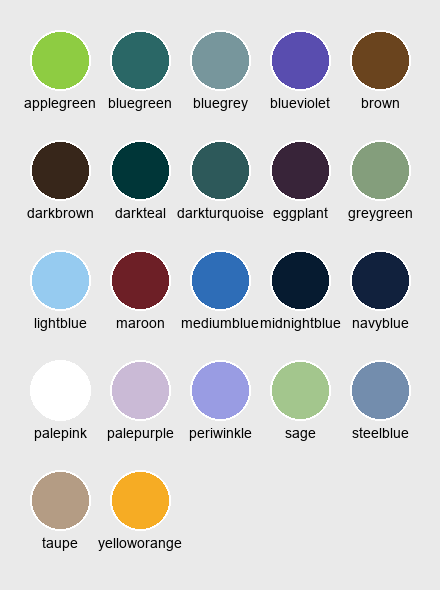 applegreen bluegreen bluegrey blueviolet brown
darkbrown darkteal darkturquoise eggplant greygreen
lightblue maroon mediumblue midnightblue navyblue
palepink palepurple periwinkle sage steelblue
taupe yelloworange